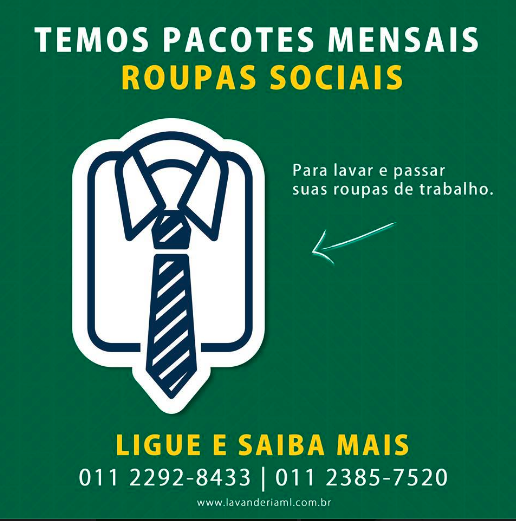 TEMOS PACOTES MENSAIS
ROUPAS SOCIAIS
Para lavar e passar
suas roupas de trabalho.
LIGUE E SAIBA MAIS
011 2292-8433 | 011 2385-7520
www.lavanderiaml.com.br